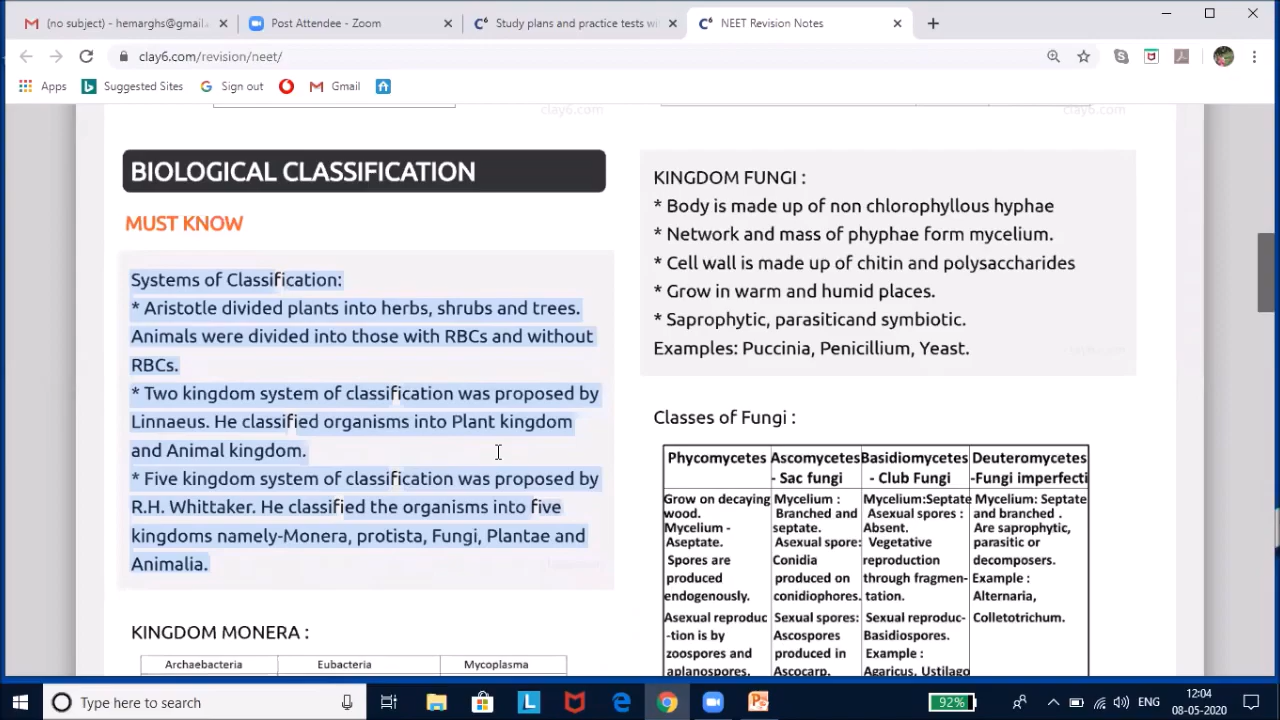 (no subject) - hemarghs@gmail.
Post Attendee - Zoom
Study plans and practice tests wi
NEET Revision Notes
clay6.com/revision/neet/
Apps
Suggested Sites
Sign out
Gmail
clay6.com
clay6.com
BIOLOGICAL CLASSIFICATION
MUST KNOW
Systems of Classification:
* Aristotle divided plants into herbs, shrubs and trees.
Animals were divided into those with RBCs and without
RBCs.
* Two kingdom system of classification was proposed by
Linnaeus. He classified organisms into Plant kingdom
and Animal kingdom.
* Five kingdom system of classification was proposed by
R.H. Whittaker. He classified the organisms into five
kingdoms namely-Monera, protista, Fungi, Plantae and
Animalia.
KINGDOM MONERA :
Archaebacteria
Eubacteria
Mycoplasma
KINGDOM FUNGI :
* Body is made up of non chlorophyllous hyphae
* Network and mass of phyphae form mycelium.
* Cell wall is made up of chitin and polysaccharides
* Grow in warm and humid places.
* Saprophytic, parasiticand symbiotic.
Examples: Puccinia, Penicillium, Yeast.
Classes of Fungi :
Phycomycetes
Grow on decaying
wood.
Mycelium -
Aseptate.
Spores are
produced
endogenously.
Asexual reproduc
-tion is by
zoospores and
aplanospores.
Ascomycetes
- Sac fungi
Mycelium :
Branched and
septate.
Asexual spore:
Conidia
produced on
conidiophores.
Sexual spores:
Ascospores
produced in
Ascocarp.
Basidiomycetes
- Club Fungi
Mycelium:Septate
Asexual spores :
Absent.
Vegetative
reproduction
through fragmen-
tation.
Sexual reproduc-
Basidiospores.
Example :
Agaricus, Ustilago
Deuteromycetes
-Fungi imperfecti
Mycelium: Septate
and branched .
Are saprophytic,
parasitic or
decomposers.
Example :
Alternaria,
Colletotrichum.
Type here to search
92%
ENG
12:04
08-05-2020